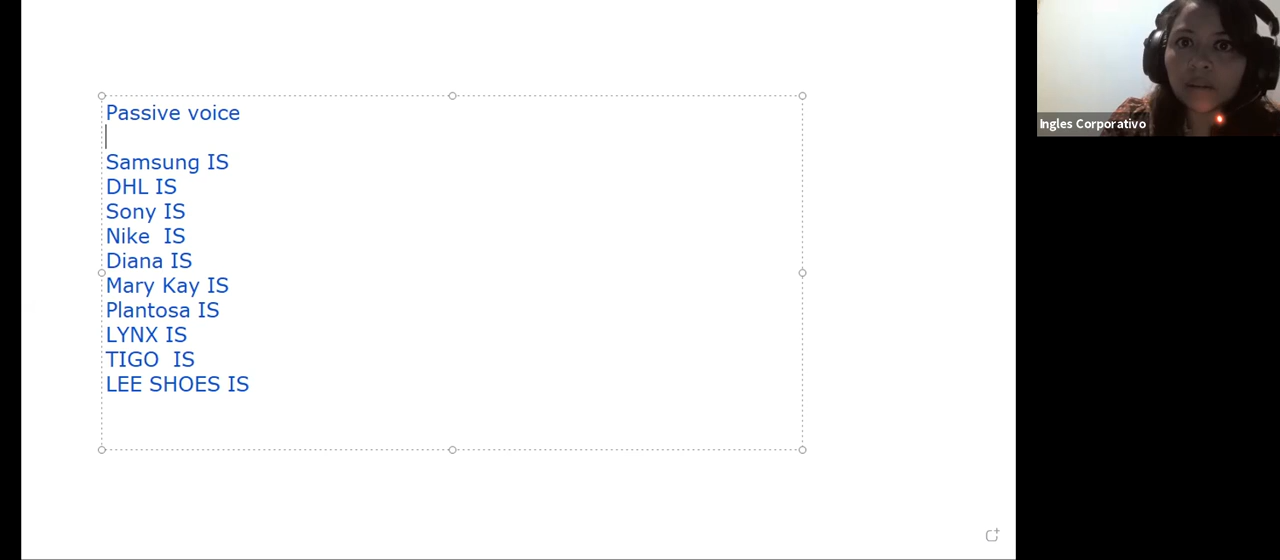 Passive voice
Samsung IS
DHL IS
Sony IS
Nike  IS
Diana IS
Mary Kay IS
Plantosa IS
LYNX IS
TIGO  IS
LEE SHOES IS
Ingles Corporativo